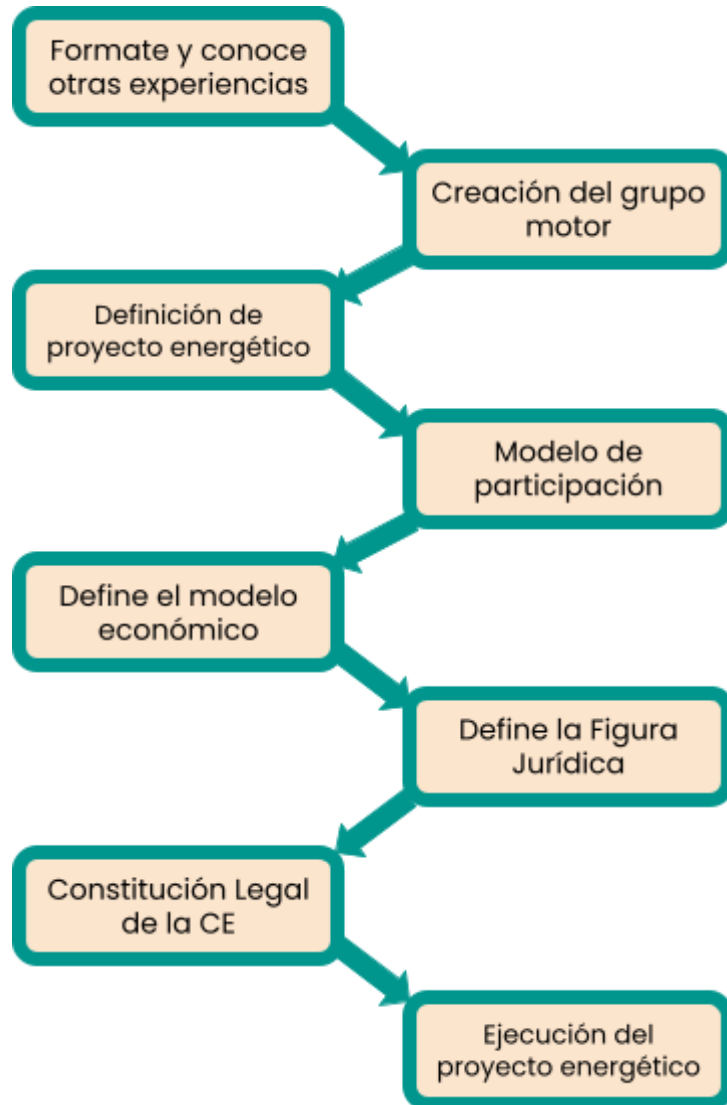 Formate y conoce
otras experiencias
Creación del grupo
motor
Definición de
proyecto energético
Modelo de
participación
Define el modelo
económico
Define la Figura
Jurídica
Constitución Legal
de la CE
Ejecución del
proyecto energético